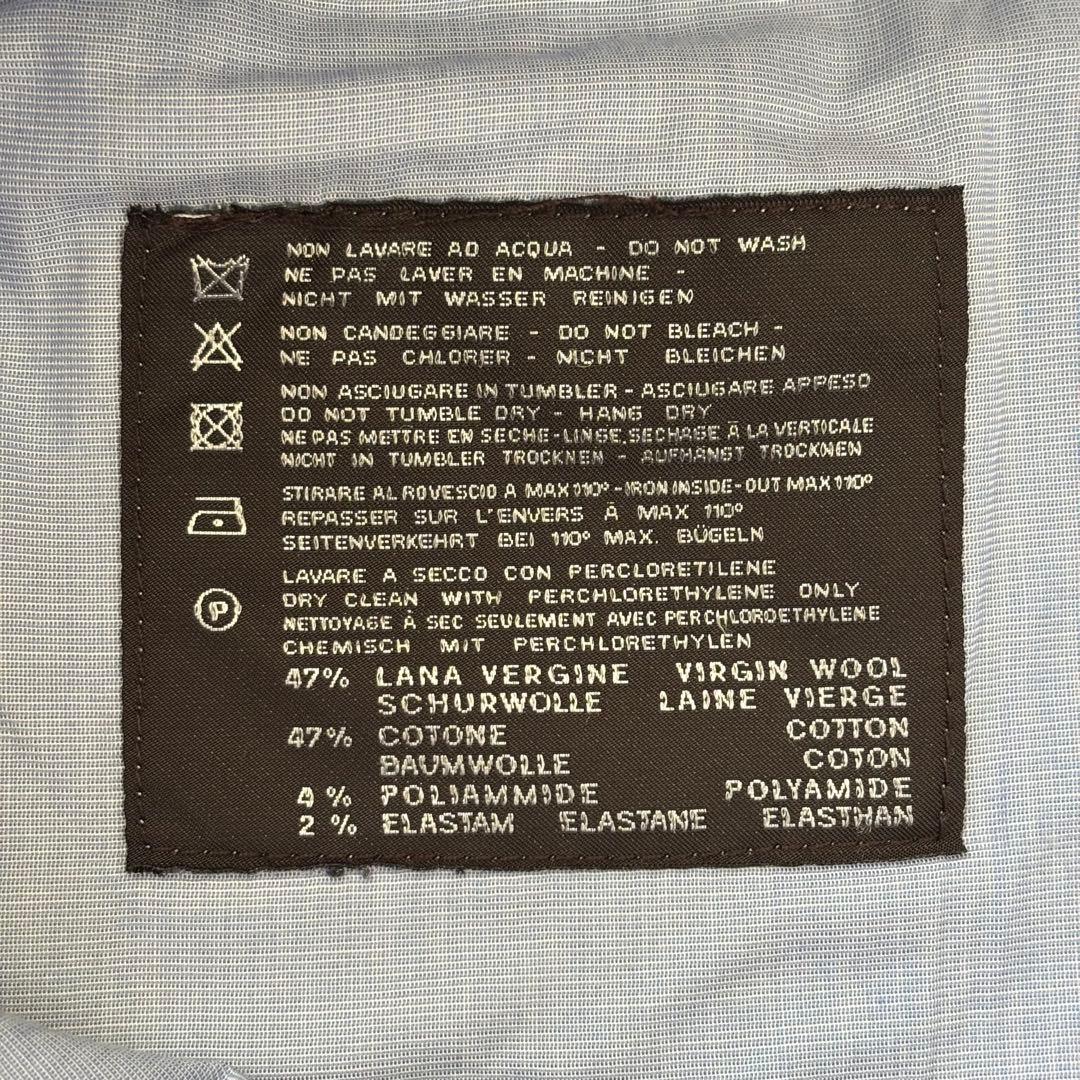 NON LAVARE AD ACQUA - DO NOT WASH
NE PAS LAVER EN MACHINE -
NICHT MIT WASSER REINIGEN
NON CANDEGGIARE - DO NOT BLEACH -
NE PAS CHLORER - NICHT BLEICHEN
NON ASCIUGARE IN TUMBLER - ASCIUGARE APPESO
DO NOT TUMBLE DRY - HANG DRY
NE PAS METTRE EN SECHE-LINGE. SECHAGE À LA VERTICALE
NICHT IN TUMBLER TROCKNEN - AUFHÄNGT TROCKNEN
STIRARE AL ROVESCIO A MAX 110° - IRON INSIDE-OUT MAX 110°
REPASSER SUR L'ENVERS À MAX 110°
SEITENVERKEHRT BEI 110° MAX. BÜGELN
P LAVARE A SECCO CON PERCLORETILENE
DRY CLEAN WITH PERCHLORETHYLENE ONLY
NETTOYAGE À SEC SEULEMENT AVEC PERCHLOROETHYLENE
CHEMISCH MIT PERCHLORETHYLEN
47% LANA VERGINE VIRGIN WOOL
SCHURWOLLE LAINE VIERGE
47% COTONE COTTON
BAUMWOLLE COTON
4% POLIAMMIDE POLYAMIDE
2% ELASTAM ELASTANE ELASTHAN